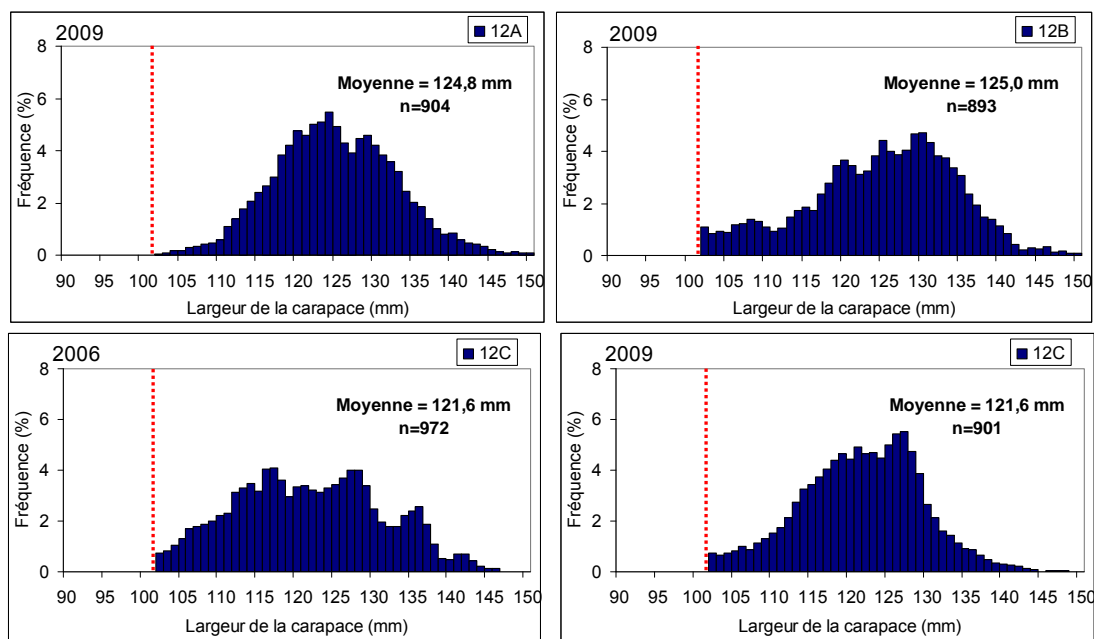 2009
12A
8
6
4
2
0
Fréquence (%)
Moyenne = 124,8 mm
n=904
90 95 100 105 110 115 120 125 130 135 140 145 150
Largeur de la carapace (mm)
2009
12B
8
6
4
2
0
Fréquence (%)
Moyenne = 125,0 mm
n=893
90 95 100 105 110 115 120 125 130 135 140 145 150
Largeur de la carapace (mm)
2006
12C
8
6
4
2
0
Fréquence (%)
Moyenne = 121,6 mm
n=972
90 95 100 105 110 115 120 125 130 135 140 145 150
Largeur de la carapace (mm)
2009
12C
8
6
4
2
0
Fréquence (%)
Moyenne = 121,6 mm
n=901
90 95 100 105 110 115 120 125 130 135 140 145 150
Largeur de la carapace (mm)